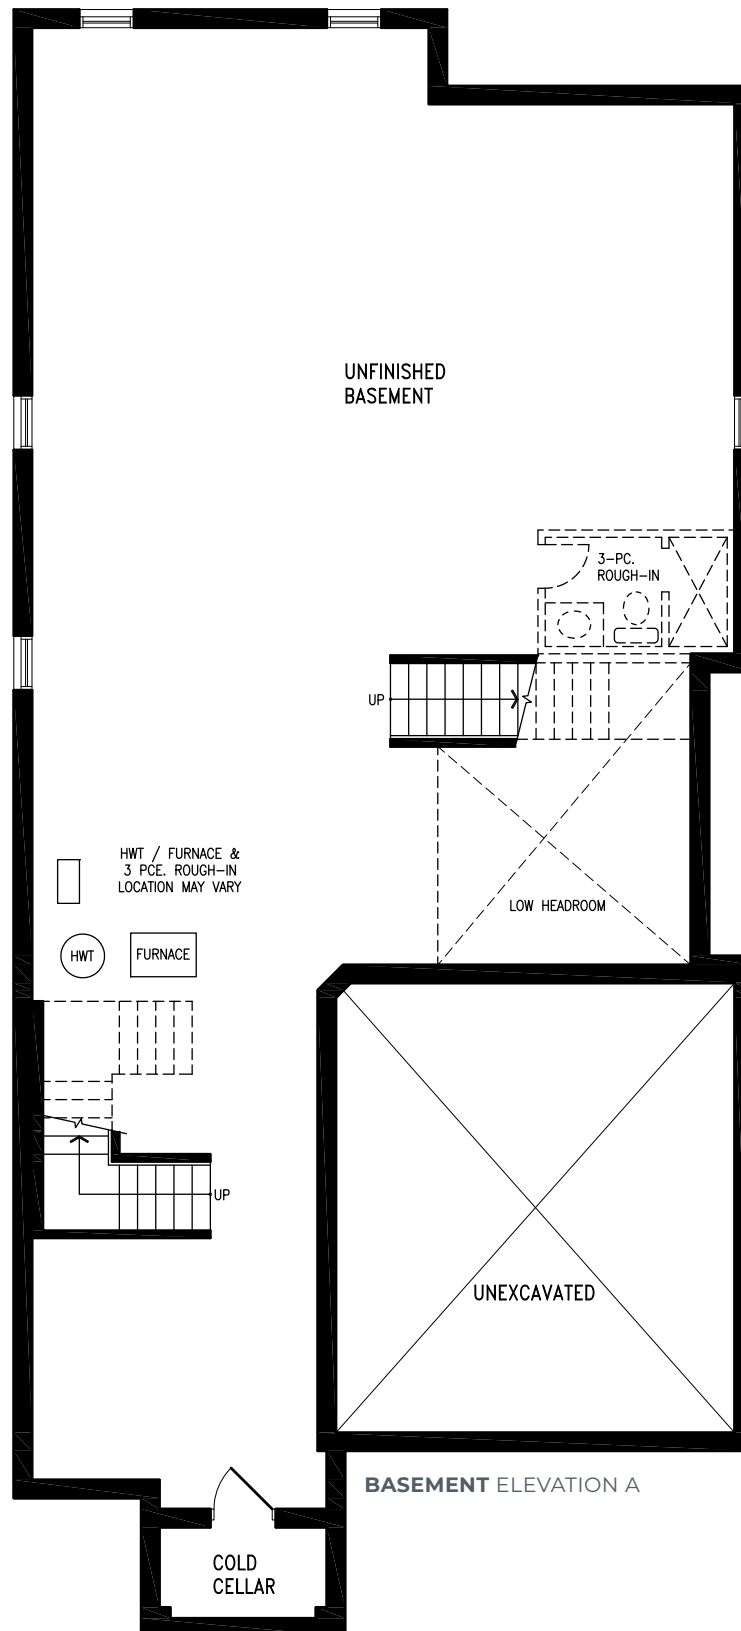 UNFINISHED
BASEMENT
3-PC.
ROUGH-IN
UP
HWT / FURNACE &
3 PCE. ROUGH-IN
LOCATION MAY VARY
LOW HEADROOM
HWT
FURNACE
UP
UNEXCAVATED
BASEMENT ELEVATION A
COLD
CELLAR